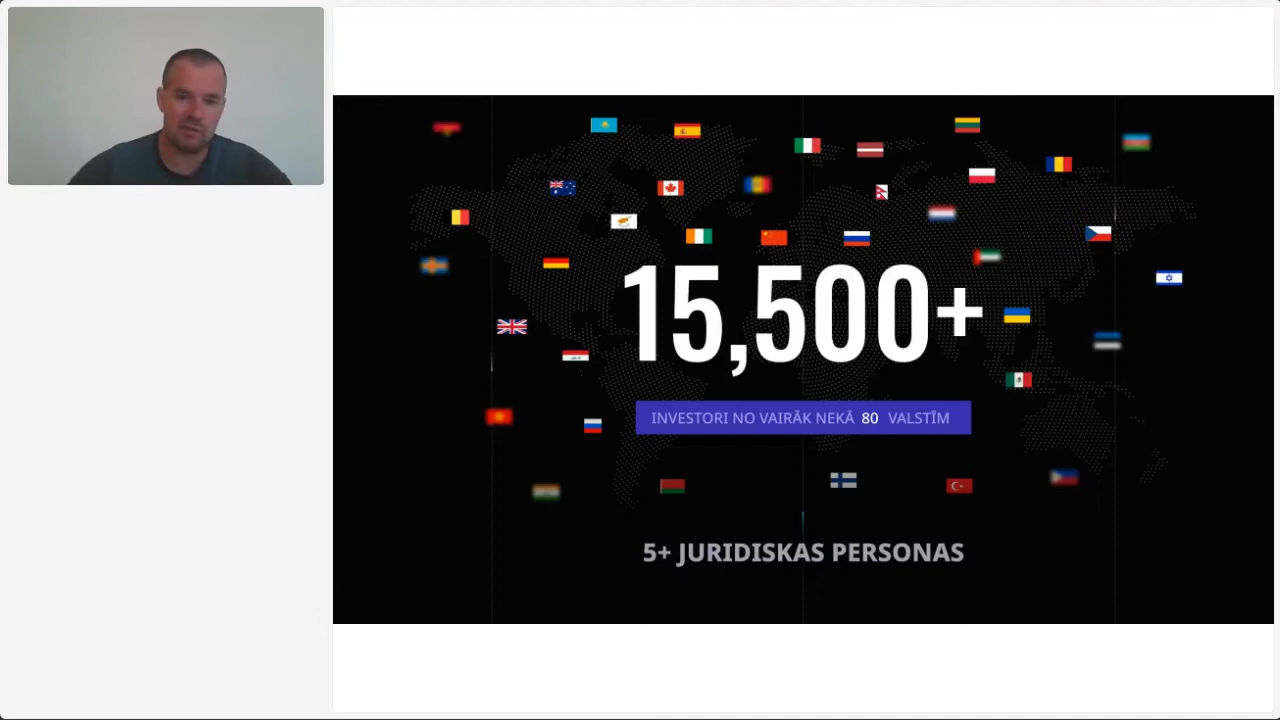 15,500+
INVESTORI NO VAIRĀK NEKĀ 80 VALSTĪM
5+ JURIDISKAS PERSONAS